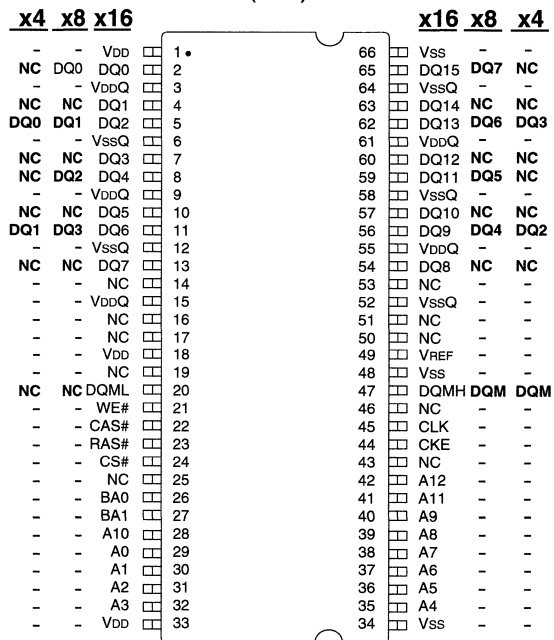 x4 x8 x16 x16 x8 x4
- - VDD 1 66 VSS - -
NC DQ0 DQ0 2 65 DQ15 DQ7 NC
- - VDDQ 3 64 VSSQ - -
NC NC DQ1 4 63 DQ14 NC NC
DQ0 DQ1 DQ2 5 62 DQ13 DQ6 DQ3
- - VSSQ 6 61 VDDQ - -
NC NC DQ3 7 60 DQ12 NC NC
NC DQ2 DQ4 8 59 DQ11 DQ5 NC
- - VDDQ 9 58 VSSQ - -
NC NC DQ5 10 57 DQ10 NC NC
DQ1 DQ3 DQ6 11 56 DQ9 DQ4 DQ2
- - VSSQ 12 55 VDDQ - -
NC NC DQ7 13 54 DQ8 NC NC
- - NC 14 53 NC - -
- - VDDQ 15 52 VSSQ - -
- - NC 16 51 NC - -
- - NC 17 50 NC - -
- - VDD 18 49 VREF - -
- - NC 19 48 VSS - -
NC NC DQML 20 47 DQMH DQM DQM
- - WE# 21 46 NC - -
- - CAS# 22 45 CLK - -
- - RAS# 23 44 CKE - -
- - CS# 24 43 NC - -
- - NC 25 42 A12 - -
- - BA0 26 41 A11 - -
- - BA1 27 40 A9 - -
- - A10 28 39 A8 - -
- - A0 29 38 A7 - -
- - A1 30 37 A6 - -
- - A2 31 36 A5 - -
- - A3 32 35 A4 - -
- - VDD 33 34 VSS - -